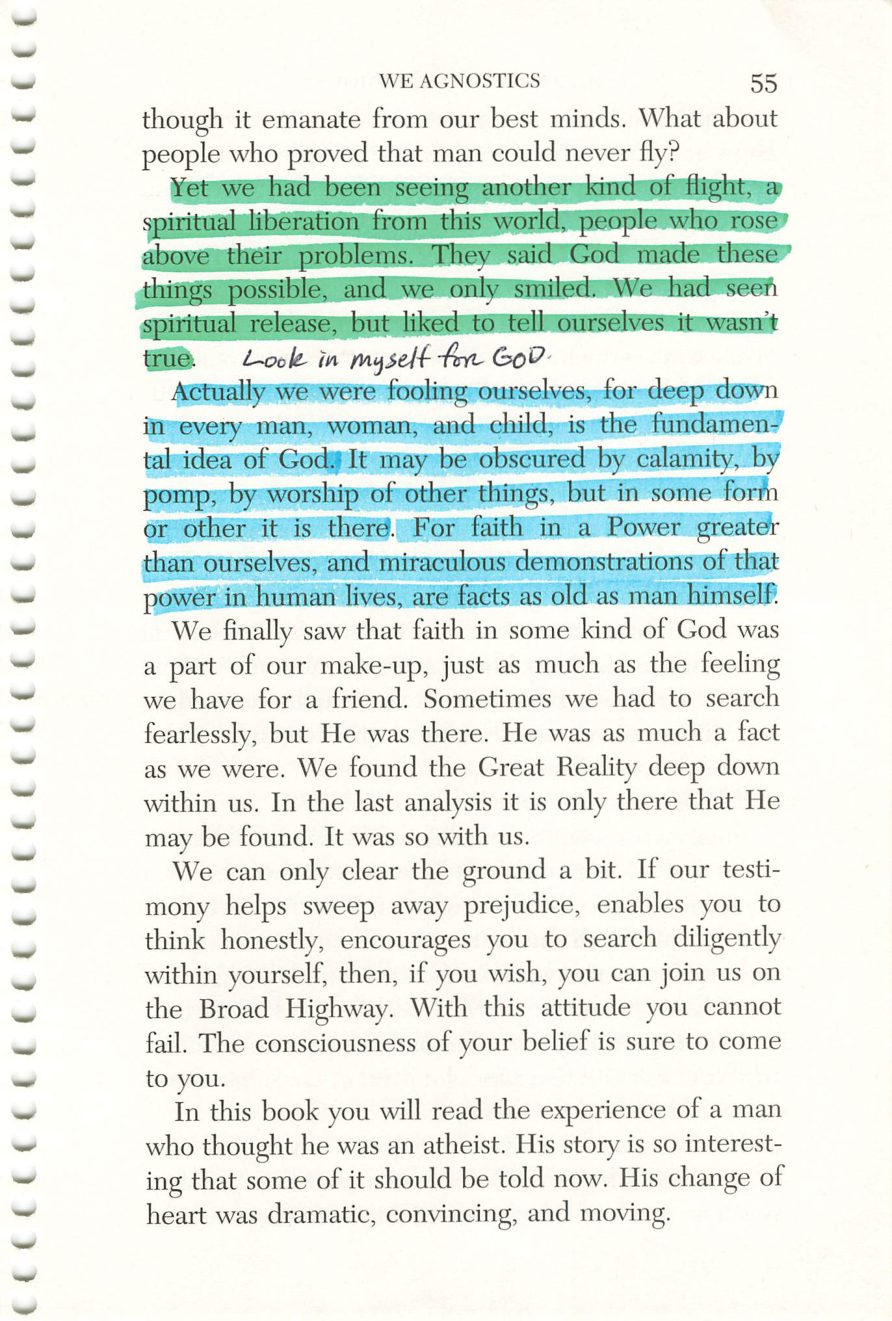 WE AGNOSTICS 55
though it emanate from our best minds. What about
people who proved that man could never fly?
Yet we had been seeing another kind of flight, a
spiritual liberation from this world, people who rose
above their problems. They said God made these
things possible, and we only smiled. We had seen
spiritual release, but liked to tell ourselves it wasn't
true. Look in myself for GOD.
Actually we were fooling ourselves, for deep down
in every man, woman, and child, is the fundamen-
tal idea of God. It may be obscured by calamity, by
pomp, by worship of other things, but in some form
or other it is there. For faith in a Power greater
than ourselves, and miraculous demonstrations of that
power in human lives, are facts as old as man himself.
We finally saw that faith in some kind of God was
a part of our make-up, just as much as the feeling
we have for a friend. Sometimes we had to search
fearlessly, but He was there. He was as much a fact
as we were. We found the Great Reality deep down
within us. In the last analysis it is only there that He
may be found. It was so with us.
We can only clear the ground a bit. If our testi-
mony helps sweep away prejudice, enables you to
think honestly, encourages you to search diligently
within yourself, then, if you wish, you can join us on
the Broad Highway. With this attitude you cannot
fail. The consciousness of your belief is sure to come
to you.
In this book you will read the experience of a man
who thought he was an atheist. His story is so interest-
ing that some of it should be told now. His change of
heart was dramatic, convincing, and moving.